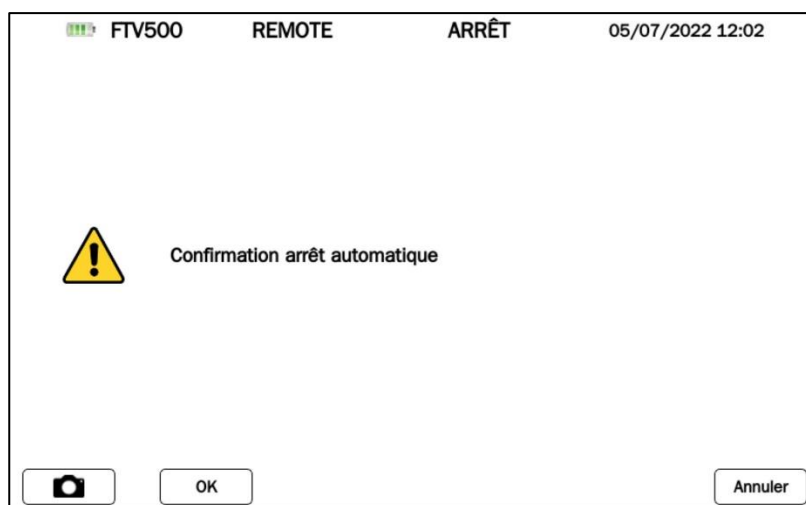 FTV500 REMOTE ARRÊT 05/07/2022 12:02
Confirmation arrêt automatique
OK Annuler